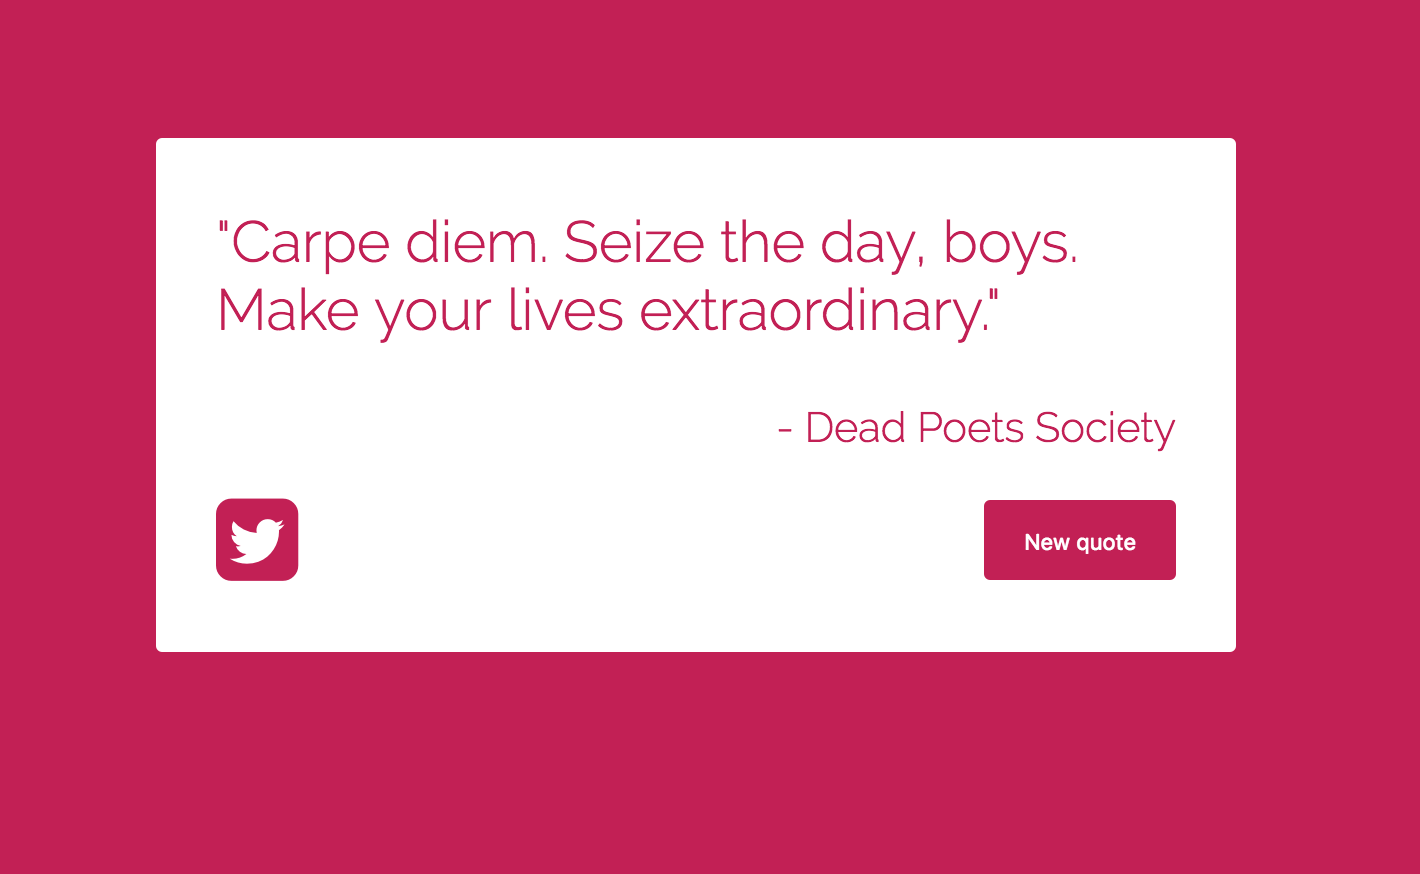 "Carpe diem. Seize the day, boys.
Make your lives extraordinary."
- Dead Poets Society
New quote